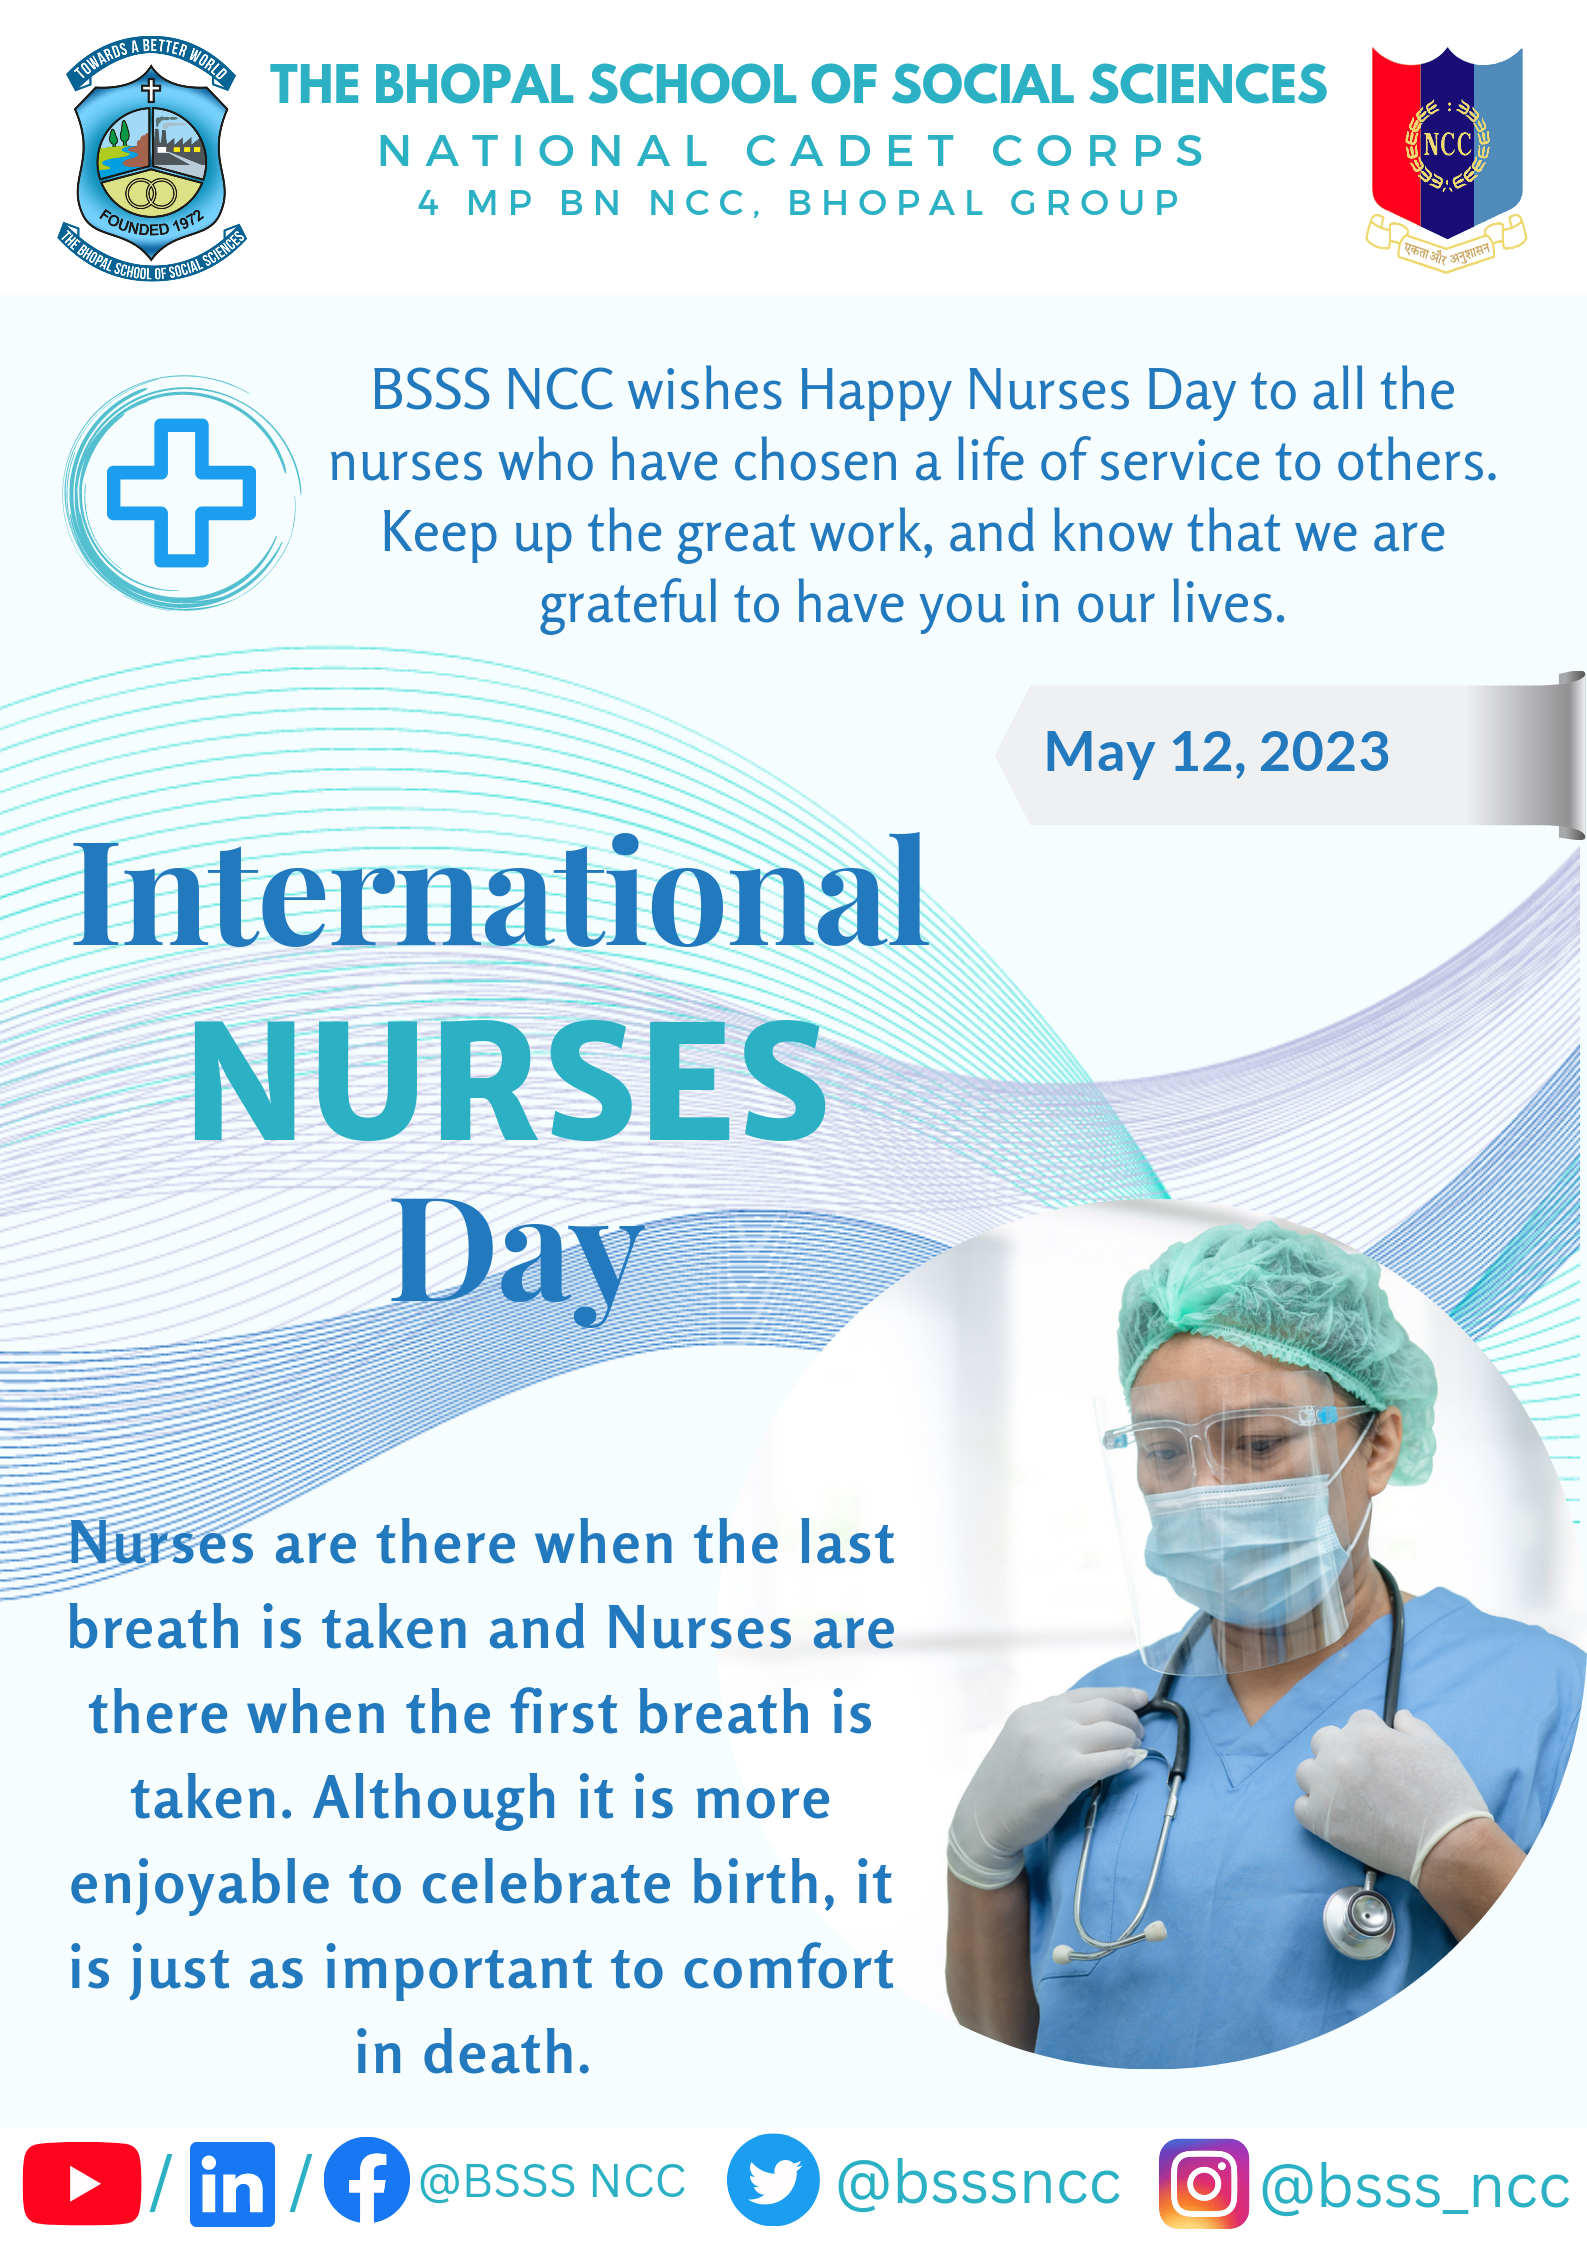 TOWARDS A BETTER WORLD
FOUNDED 1972
THE BHOPAL SCHOOL OF SOCIAL SCIENCES
THE BHOPAL SCHOOL OF SOCIAL SCIENCES
NATIONAL CADET CORPS
4 MP BN NCC, BHOPAL GROUP
NCC
एकता और अनुशासन
BSSS NCC wishes Happy Nurses Day to all the
nurses who have chosen a life of service to others.
Keep up the great work, and know that we are
grateful to have you in our lives.
May 12, 2023
International
NURSES
Day
Nurses are there when the last
breath is taken and Nurses are
there when the first breath is
taken. Although it is more
enjoyable to celebrate birth, it
is just as important to comfort
in death.
/ in / f @BSSS NCC @bsssncc @bsss_ncc